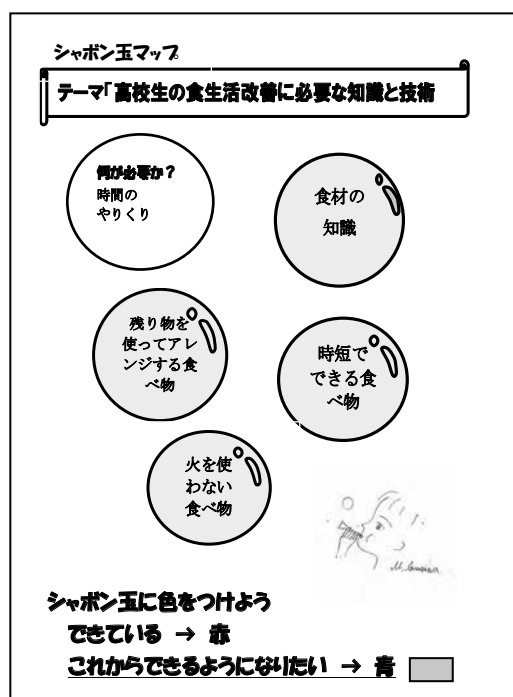 シャボン玉マップ
テーマ「高校生の食生活改善に必要な知識と技術
何が必要か？
時間の
やりくり
食材の
知識
残り物を
使ってアレ
ンジする食
べ物
時短で
できる食
べ物
火を使
わない
食べ物
シャボン玉に色をつけよう
できている → 赤
これからできるようになりたい → 青